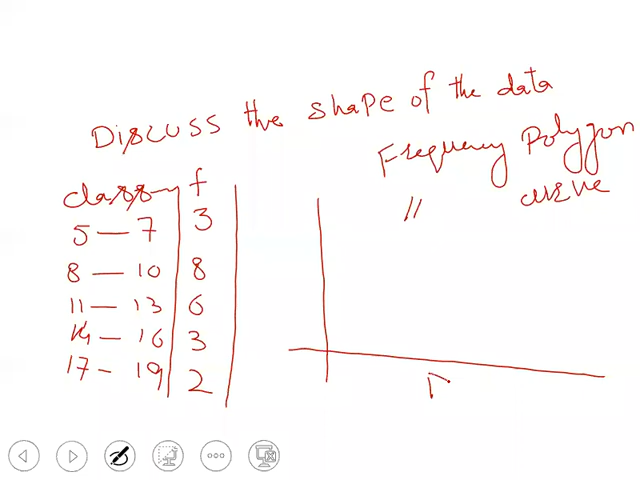 Discuss the shape of the data
Frequency Polygon
" curve
classes f
5 — 7 3
8 — 10 8
11 — 13 6
14 — 16 3
17 — 19 2